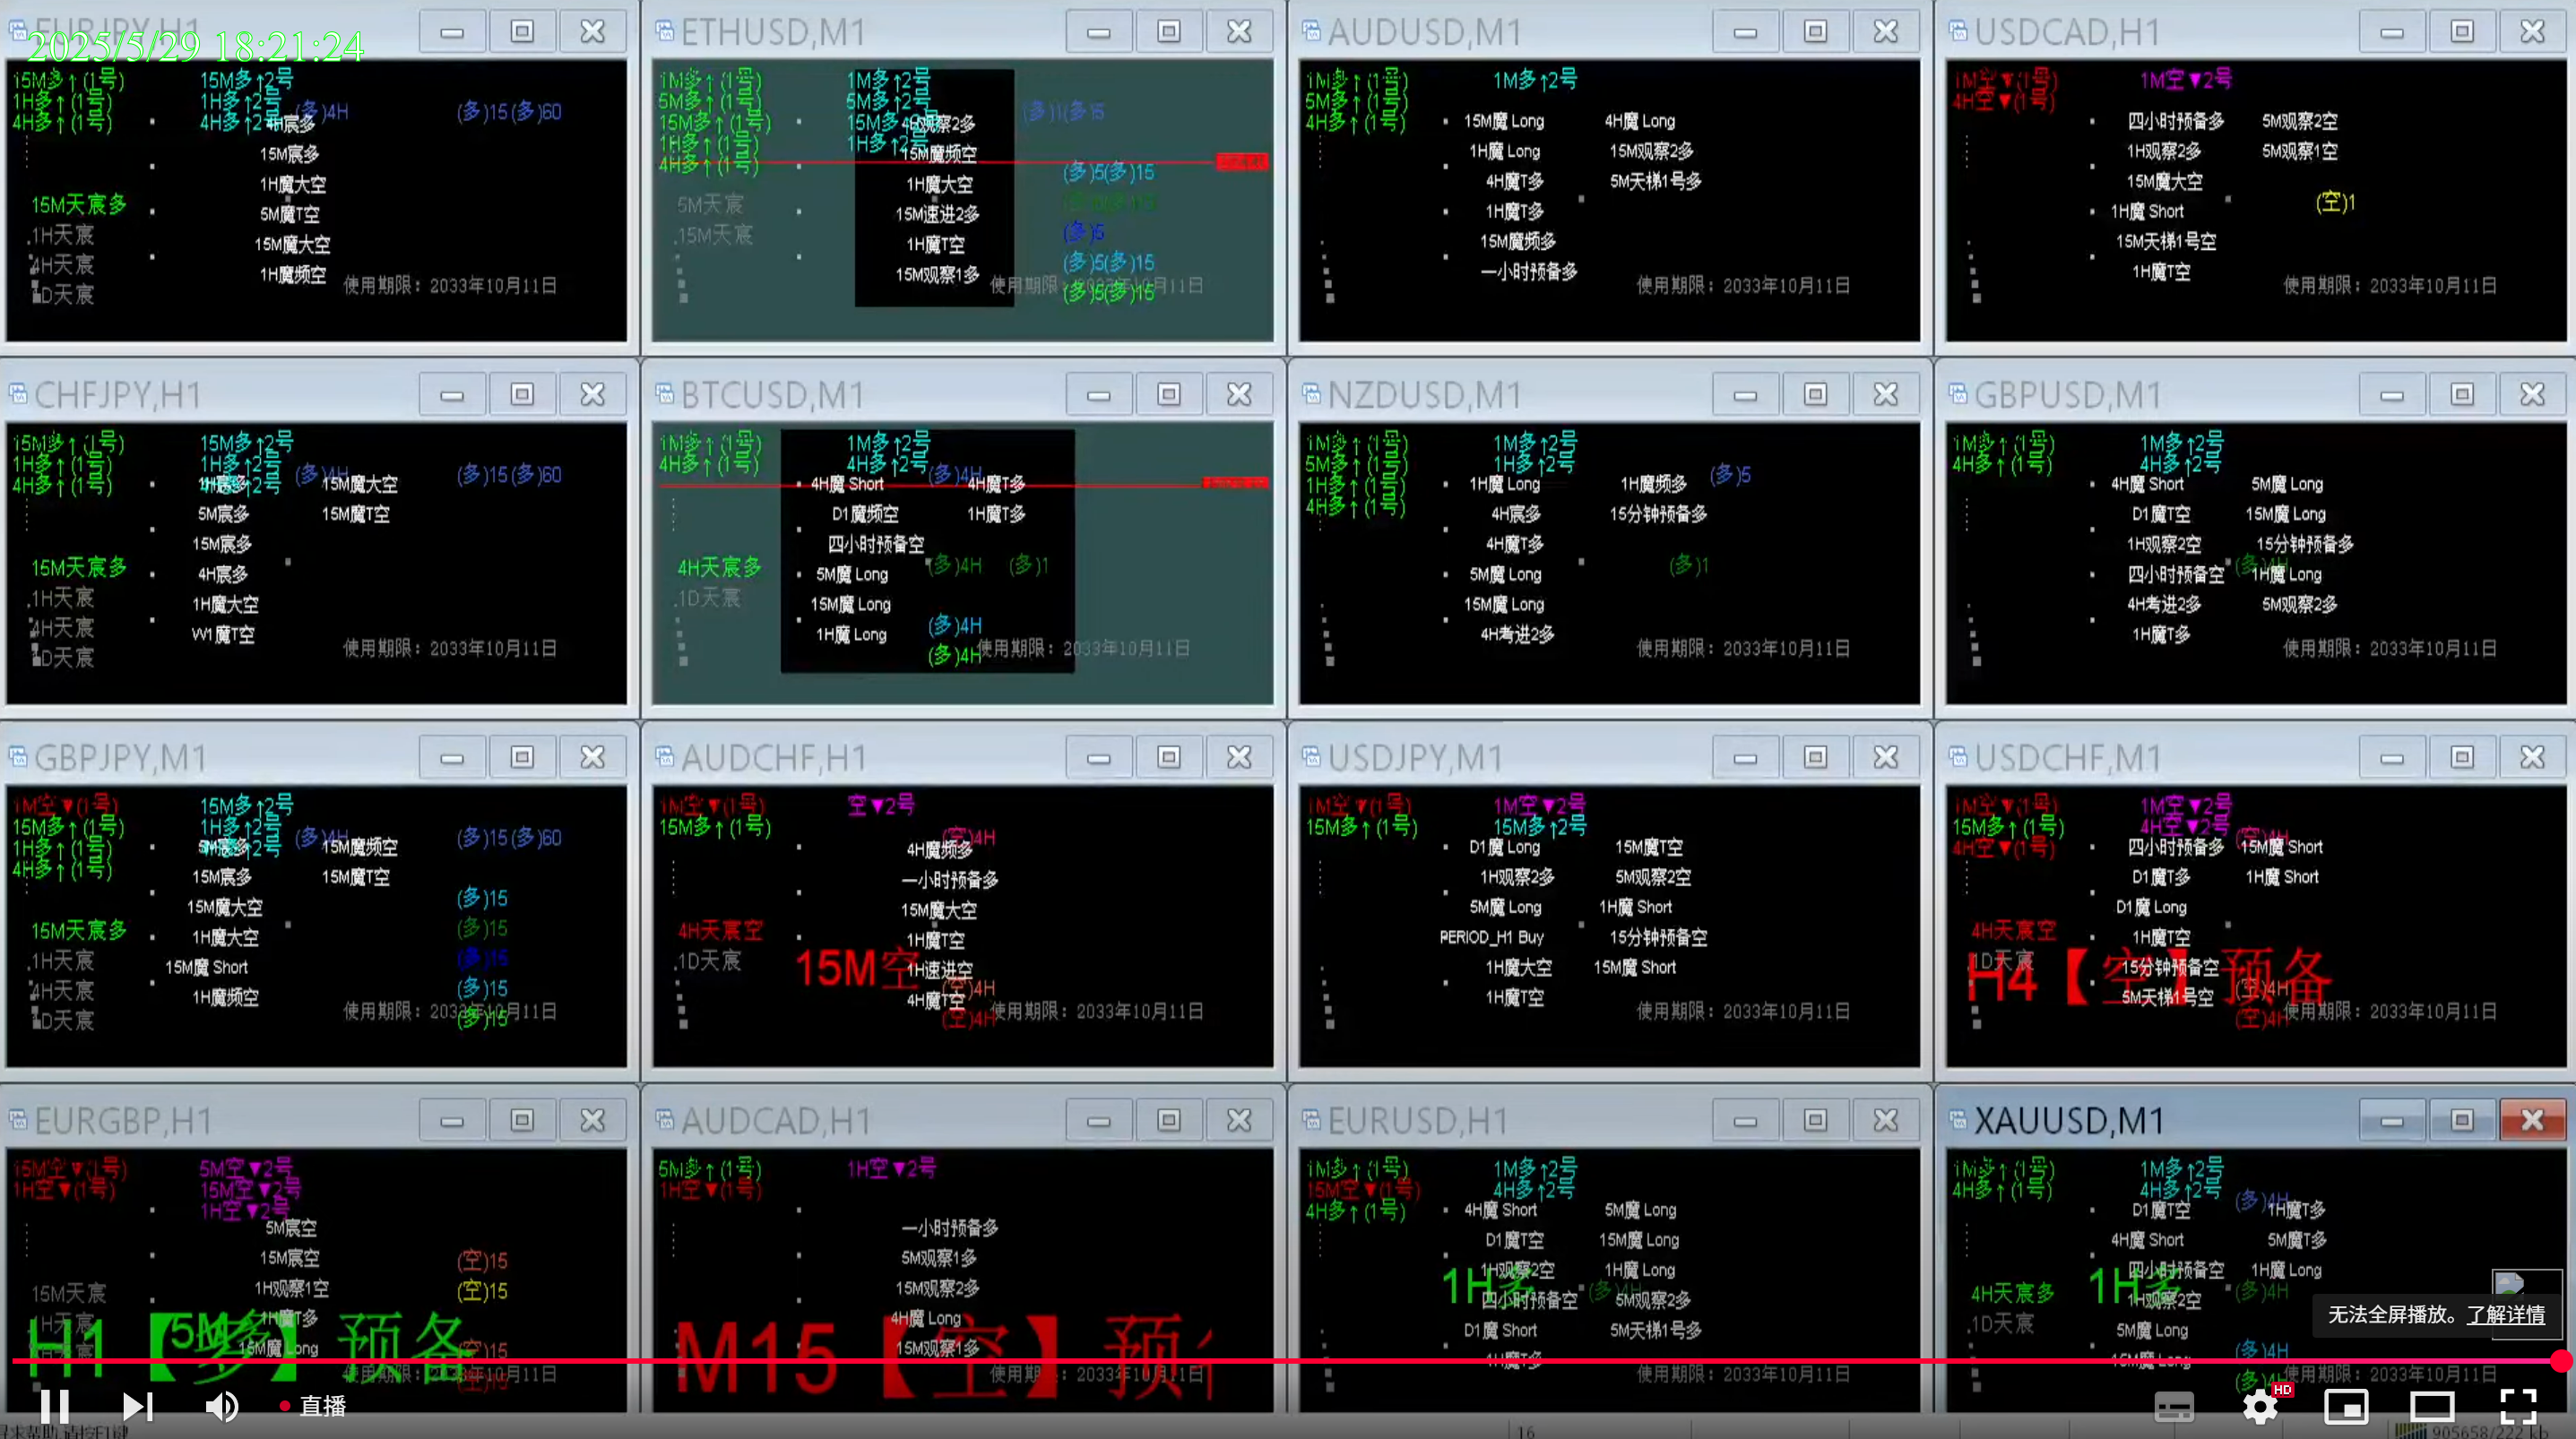 EURJPY,H1
2025/5/29 18:21:24
15M多↑(1号) 15M多↑2号
1H多↑(1号) 1H多↑2号 (多)4H (多)15(多)60
4H多↑(1号) 4H多↑2号 4H宸多
15M宸多
1H魔大空
15M天宸多 5M魔T空
.1H天宸 15M魔大空
4H天宸 1H魔频空
1D天宸 使用期限: 2033年10月11日
ETHUSD,M1
1M多↑(1号) 1M多↑2号
5M多↑(1号) 5M多↑2号
15M多↑(1号) 15M多↑ 4H观察2多
1H多↑(1号) 1H多↑2号
4H多↑(1号) 15M魔频空
(多)5(多)15
1H魔大空
5M天宸 15M速进2多
.15M天宸 1H魔T空 (多)5
(多)5(多)15
15M观察1多
使用期限: 2033年10月11日
(多)5(多)15
AUDUSD,M1
1M多↑(1号) 1M多↑2号
5M多↑(1号)
4H多↑(1号) 15M魔 Long 4H魔 Long
1H魔 Long 15M观察2多
4H魔T多 5M天梯1号多
1H魔T多
15M魔频多
一小时预备多
使用期限: 2033年10月11日
USDCAD,H1
1M空▼(1号) 1M空▼2号
4H空▼(1号)
四小时预备多 5M观察2空
1H观察2多 5M观察1空
15M魔大空
1H魔 Short (空)1
15M天梯1号空
1H魔T空
使用期限: 2033年10月11日
CHFJPY,H1
15M多↑(1号) 15M多↑2号
1H多↑(1号) 1H多↑2号 (多)4H (多)15(多)60
4H多↑(1号) 15M魔大空
5M宸多 15M魔T空
15M宸多
15M天宸多 4H宸多
.1H天宸 1H魔大空
4H天宸 W1魔T空
1D天宸 使用期限: 2033年10月11日
BTCUSD,M1
1M多↑(1号) 1M多↑2号
4H多↑(1号) 4H多↑2号 (多)4H
4H魔 Short 4H魔T多
D1魔频空 1H魔T多
四小时预备空
4H天宸多 5M魔 Long (多)4H (多)1
.1D天宸 15M魔 Long
1H魔 Long (多)4H
(多)4H 使用期限: 2033年10月11日
NZDUSD,M1
1M多↑(1号) 1M多↑2号
5M多↑(1号) 1H多↑2号
1H多↑(1号) 1H魔 Long 1H魔频多 (多)5
4H多↑(1号) 4H宸多 15分钟预备多
4H魔T多
5M魔 Long (多)1
15M魔 Long
4H考进2多
使用期限: 2033年10月11日
GBPUSD,M1
1M多↑(1号) 1M多↑2号
4H多↑(1号) 4H多↑2号
4H魔 Short 5M魔 Long
D1魔T空 15M魔 Long
1H观察2空 15分钟预备多
四小时预备空 (多)4H 1H魔 Long
4H考进2多 5M观察2多
1H魔T多
使用期限: 2033年10月11日
GBPJPY,M1
1M空▼(1号) 15M多↑2号
15M多↑(1号) 1H多↑2号 (多)4H (多)15(多)60
1H多↑(1号) 15M魔频空
4H多↑(1号) 15M宸多 15M魔T空
15M魔大空 (多)15
15M天宸多 1H魔大空 (多)15
.1H天宸 15M魔 Short (多)15
4H天宸 1H魔频空 (多)15
1D天宸 使用期限: 2033年10月11日
(多)15
AUDCHF,H1
1M空▼(1号) 空▼2号
15M多↑(1号) (空)4H
4H魔频多
一小时预备多
15M魔大空
4H天宸空 1H魔T空
.1D天宸 15M空 1H速进空
(空)4H
4H魔T空
(空)4H 使用期限: 2033年10月11日
USDJPY,M1
1M空▼(1号) 1M空▼2号
15M多↑(1号) 15M多↑2号
D1魔 Long 15M魔T空
1H观察2多 5M观察2空
5M魔 Long 1H魔 Short
PERIOD_H1 Buy 15分钟预备空
1H魔大空 15M魔 Short
1H魔T空
使用期限: 2033年10月11日
USDCHF,M1
1M空▼(1号) 1M空▼2号
15M多↑(1号) 4H空▼2号 (空)4H
4H空▼(1号) 四小时预备多 15M魔 Short
D1魔T多 1H魔 Short
D1魔 Long
4H天宸空 1H魔T空
.1D天宸 15分钟预备空
H4【空】预备
5M天梯1号空 (空)4H
(空)4H 使用期限: 2033年10月11日
EURGBP,H1
15M空▼(1号) 5M空▼2号
1H空▼(1号) 15M空▼2号
1H空▼2号
5M宸空
15M宸空 (空)15
15M天宸 1H观察1空 (空)15
.1H天宸 1H魔T多
H1【多】预备
15M魔 Long (空)15
使用期限: 2033年10月11日
AUDCAD,H1
5M多↑(1号) 1H空▼2号
1H空▼(1号)
一小时预备多
5M观察1多
15M观察2多
4H魔 Long
M15【空】预
15M观察1多
使用期限: 2033年10月11日
EURUSD,H1
1M多↑(1号) 1M多↑2号
15M空▼(1号) 4H多↑2号
4H多↑(1号) 4H魔 Short 5M魔 Long
D1魔T空 15M魔 Long
1H观察2空 1H魔 Long
1H多
四小时预备空 (多)4H 5M观察2多
D1魔 Short 5M天梯1号多
1H魔T多
使用期限: 2033年10月11日
XAUUSD,M1
1M多↑(1号) 1M多↑2号
4H多↑(1号) 4H多↑2号 (多)4H
D1魔T空 1H魔T多
4H魔 Short 5M魔T多
四小时预备空 1H魔 Long
4H天宸多 1H多 1H观察2空 (多)4H
.1D天宸 5M魔 Long
无法全屏播放。了解详情
(多)4H
(多)4 使用期限: 2033年10月11日
直播
HD
16
905658/222 kb